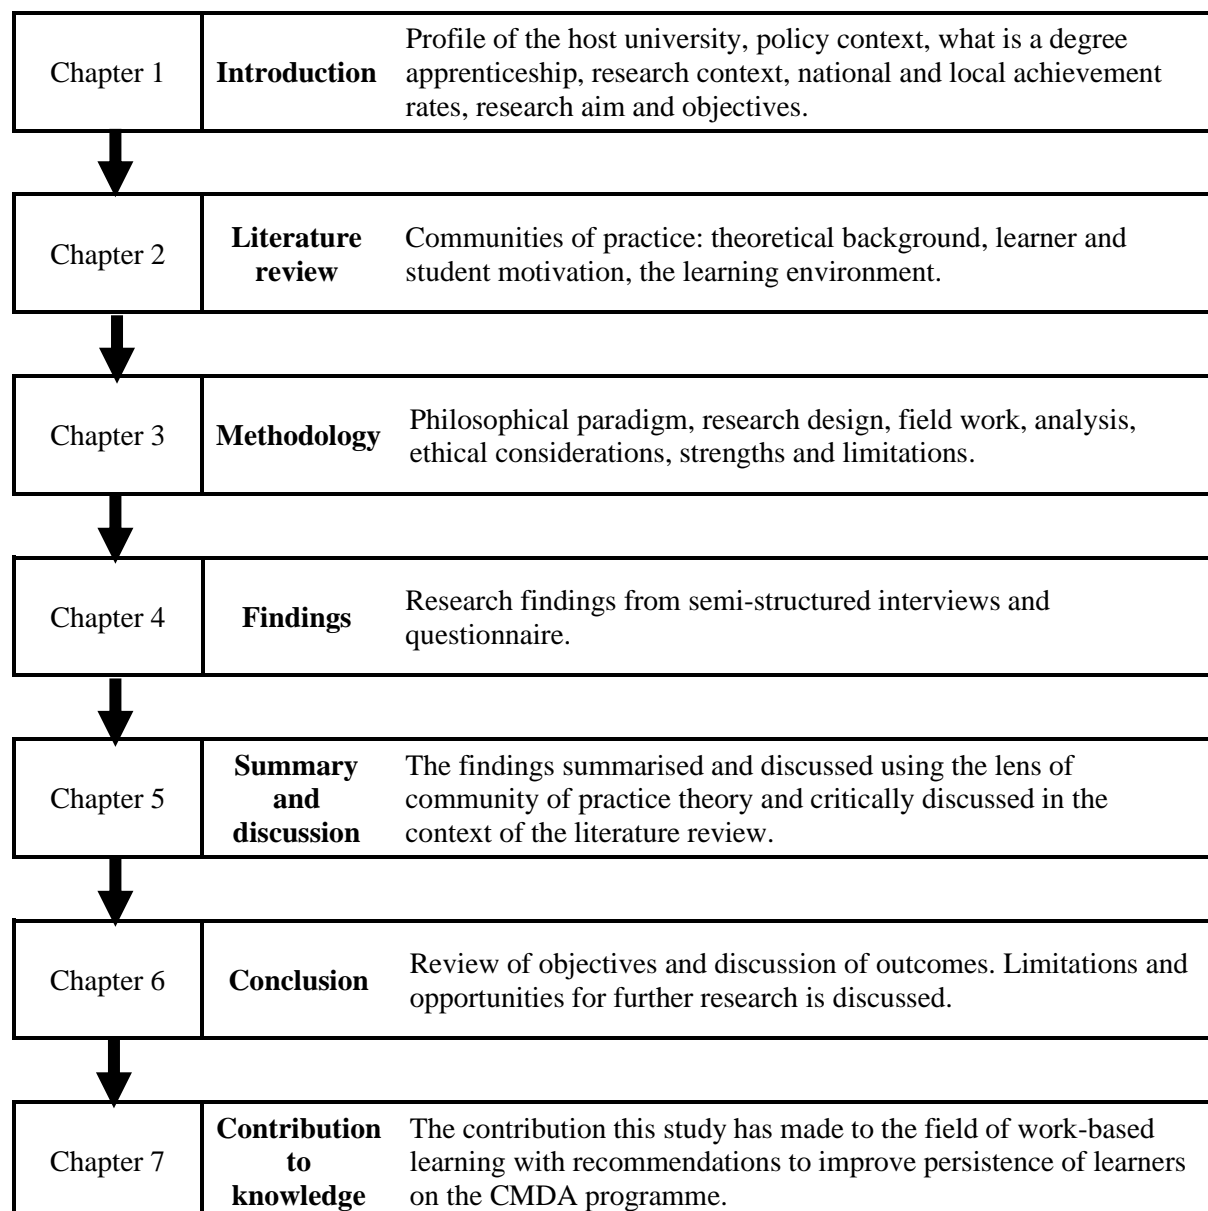 Chapter 1
Introduction
Profile of the host university, policy context, what is a degree
apprenticeship, research context, national and local achievement
rates, research aim and objectives.
Chapter 2
Literature
review
Communities of practice: theoretical background, learner and
student motivation, the learning environment.
Chapter 3
Methodology
Philosophical paradigm, research design, field work, analysis,
ethical considerations, strengths and limitations.
Chapter 4
Findings
Research findings from semi-structured interviews and
questionnaire.
Chapter 5
Summary
and
discussion
The findings summarised and discussed using the lens of
community of practice theory and critically discussed in the
context of the literature review.
Chapter 6
Conclusion
Review of objectives and discussion of outcomes. Limitations and
opportunities for further research is discussed.
Chapter 7
Contribution
to
knowledge
The contribution this study has made to the field of work-based
learning with recommendations to improve persistence of learners
on the CMDA programme.